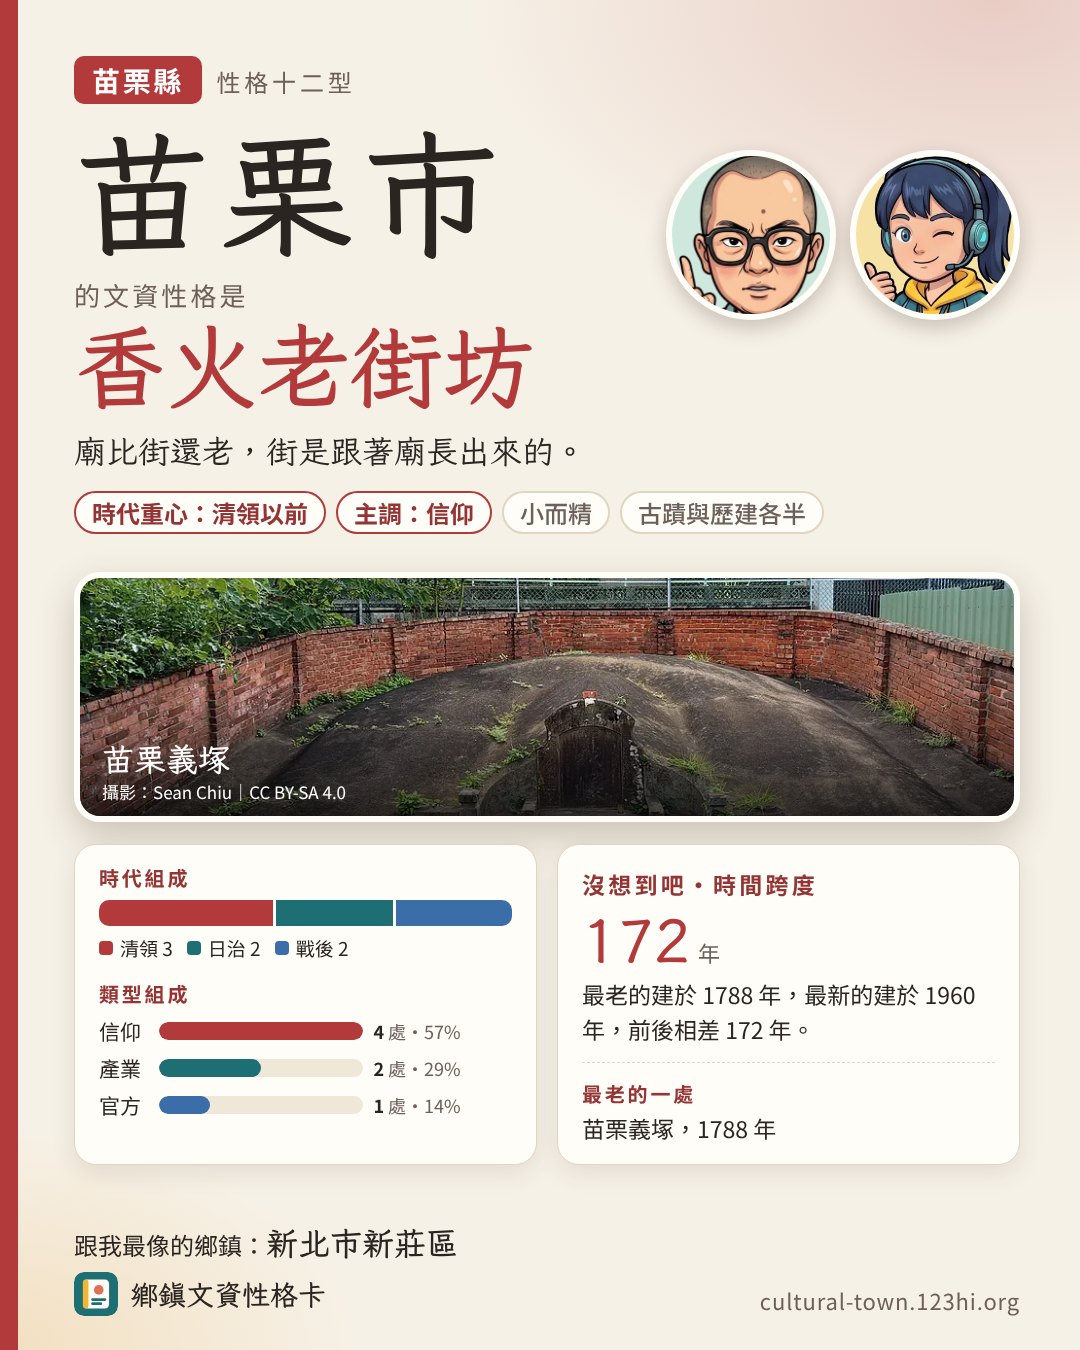 苗栗縣 性格十二型
苗栗市
的文資性格是
香火老街坊
廟比街還老，街是跟著廟長出來的。
時代重心：清領以前 主調：信仰 小而精 古蹟與歷建各半
苗栗義塚
攝影：Sean Chiu｜CC BY-SA 4.0
時代組成
清領 3 日治 2 戰後 2
類型組成
信仰 4 處・57%
產業 2 處・29%
官方 1 處・14%
沒想到吧・時間跨度
172 年
最老的建於 1788 年，最新的建於 1960
年，前後相差 172 年。
最老的一處
苗栗義塚，1788 年
跟我最像的鄉鎮：新北市新莊區
鄉鎮文資性格卡
cultural-town.123hi.org